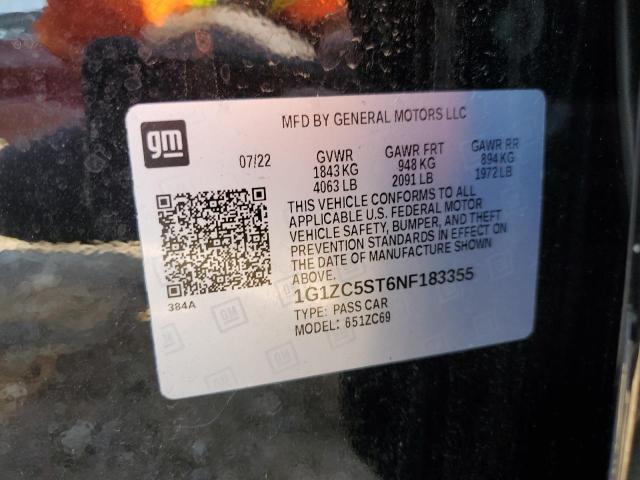 MFD BY GENERAL MOTORS LLC
gm
07/22
GVWR GAWR FRT GAWR RR
1843 KG 948 KG 894 KG
4063 LB 2091 LB 1972 LB
THIS VEHICLE CONFORMS TO ALL
APPLICABLE U.S. FEDERAL MOTOR
VEHICLE SAFETY, BUMPER, AND THEFT
PREVENTION STANDARDS IN EFFECT ON
THE DATE OF MANUFACTURE SHOWN
ABOVE.
384A
1G1ZC5ST6NF183355
TYPE: PASS CAR
MODEL: 651ZC69